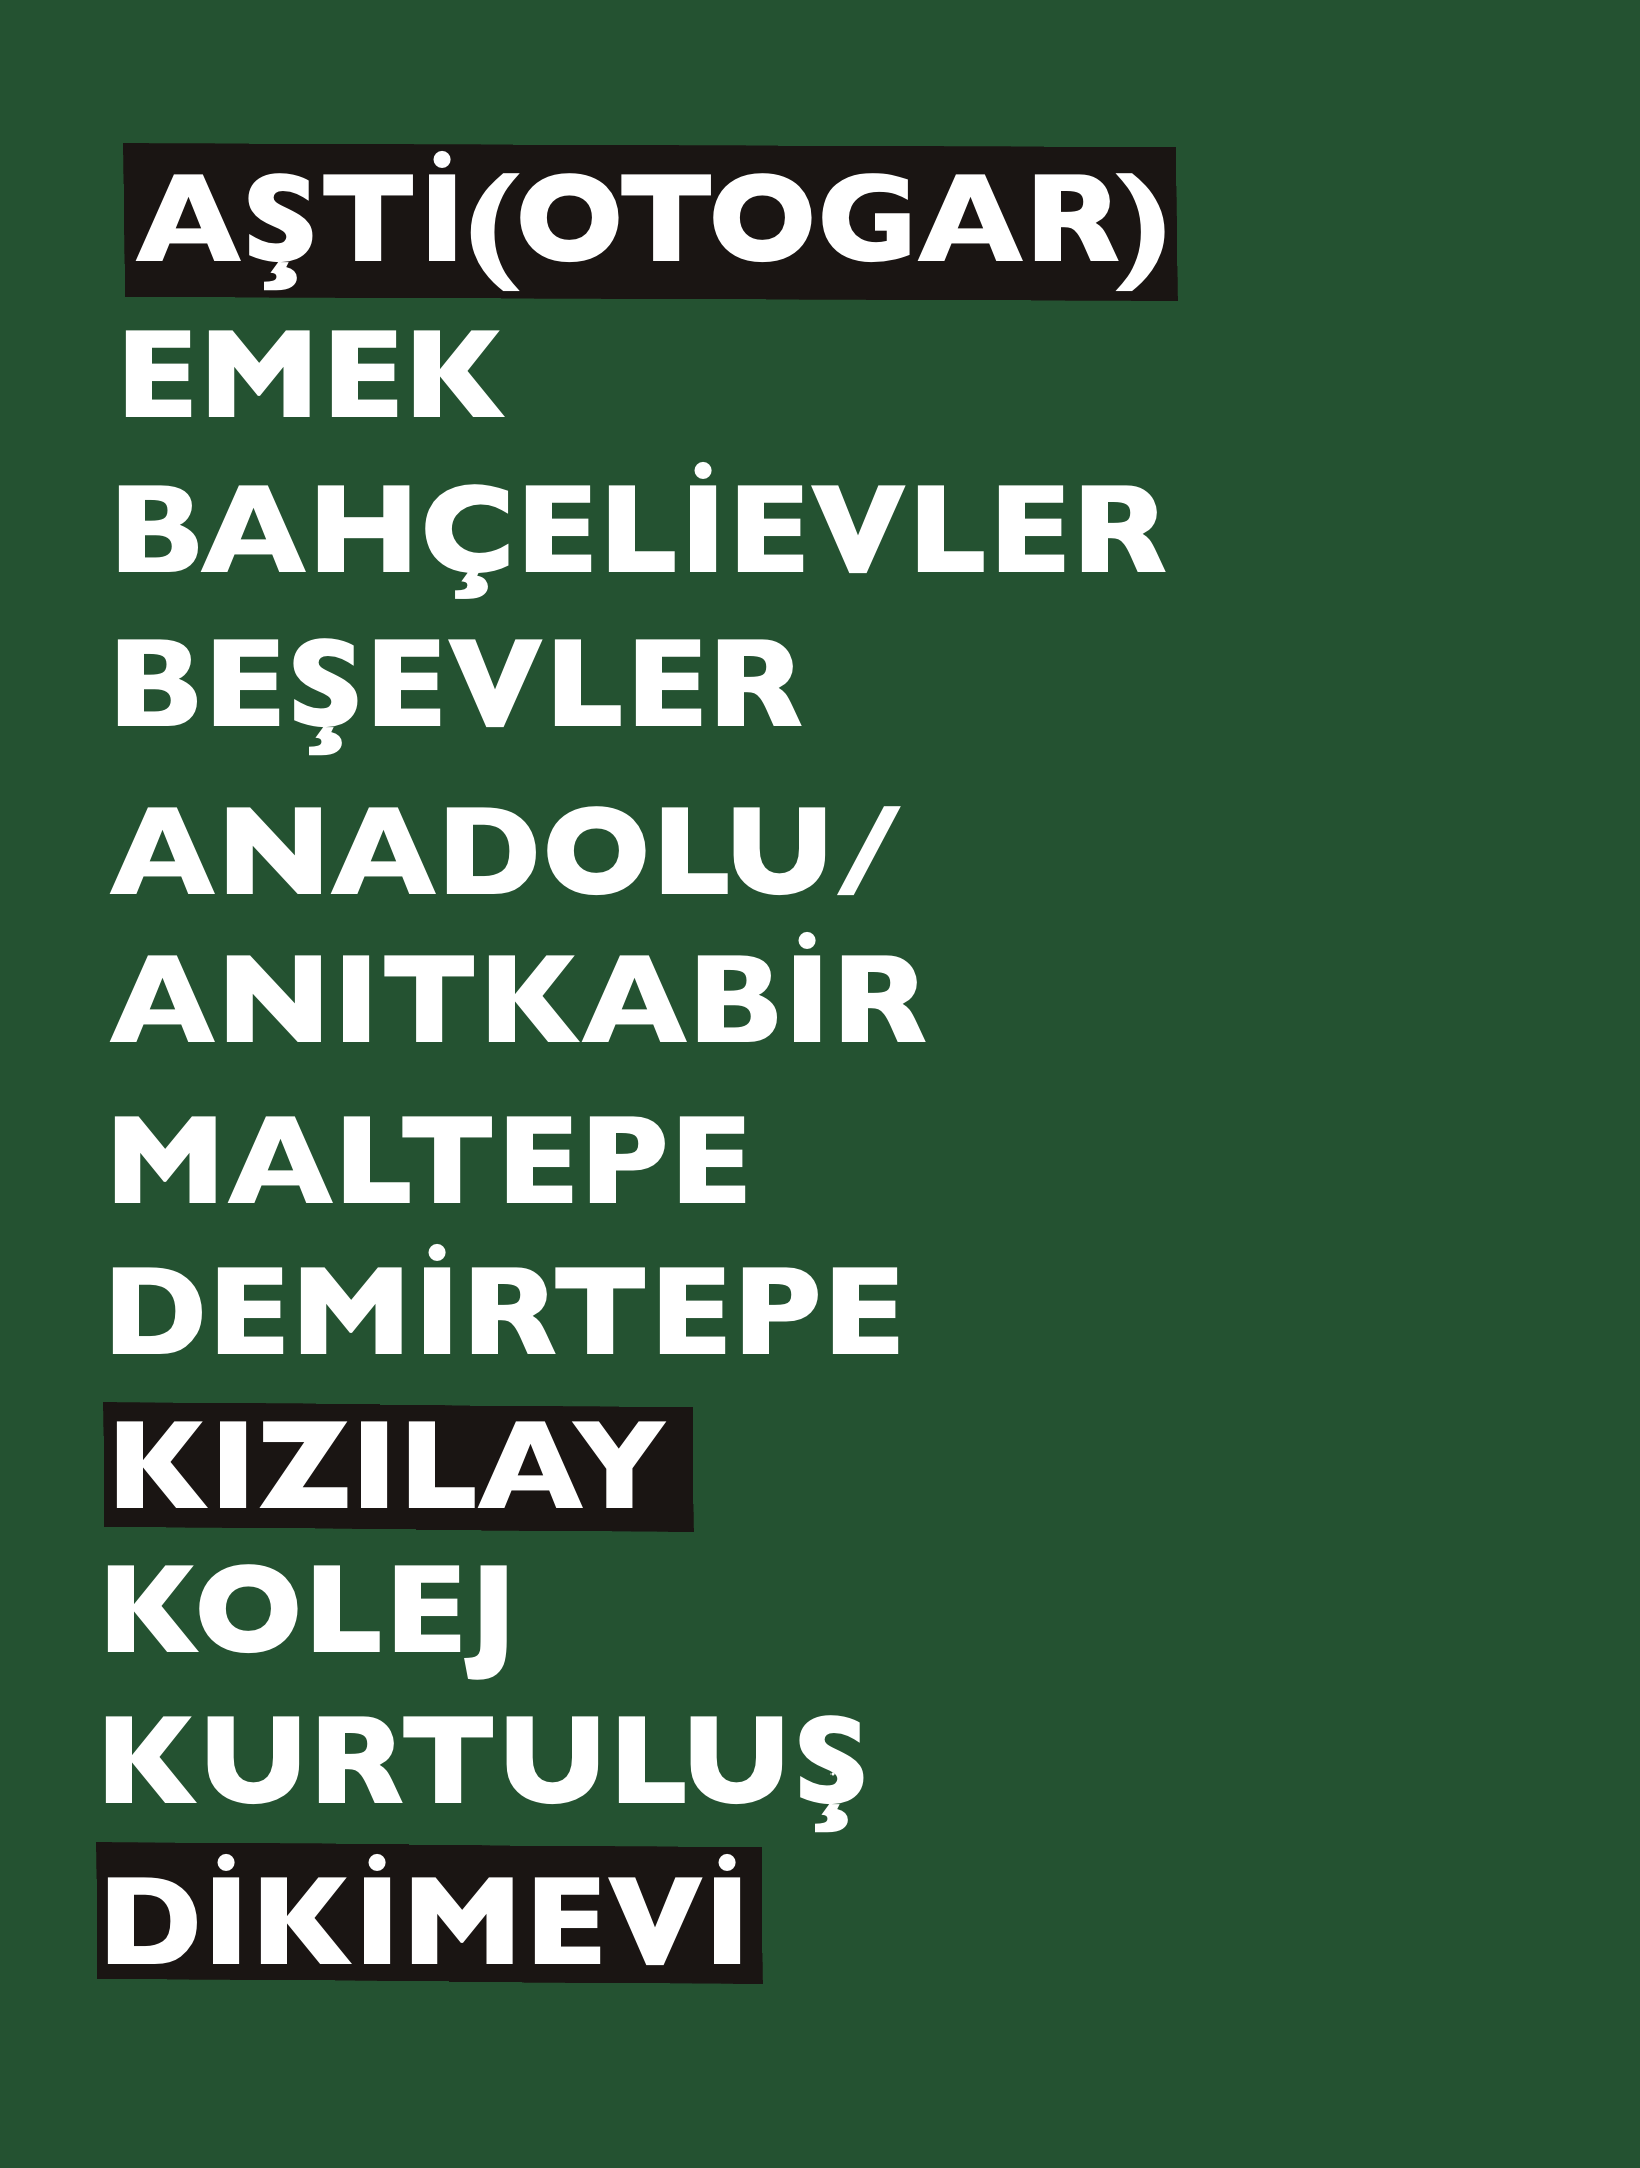 AŞTİ(OTOGAR)
EMEK
BAHÇELİEVLER
BEŞEVLER
ANADOLU/
ANITKABİR
MALTEPE
DEMİRTEPE
KIZILAY
KOLEJ
KURTULUŞ
DİKİMEVİ